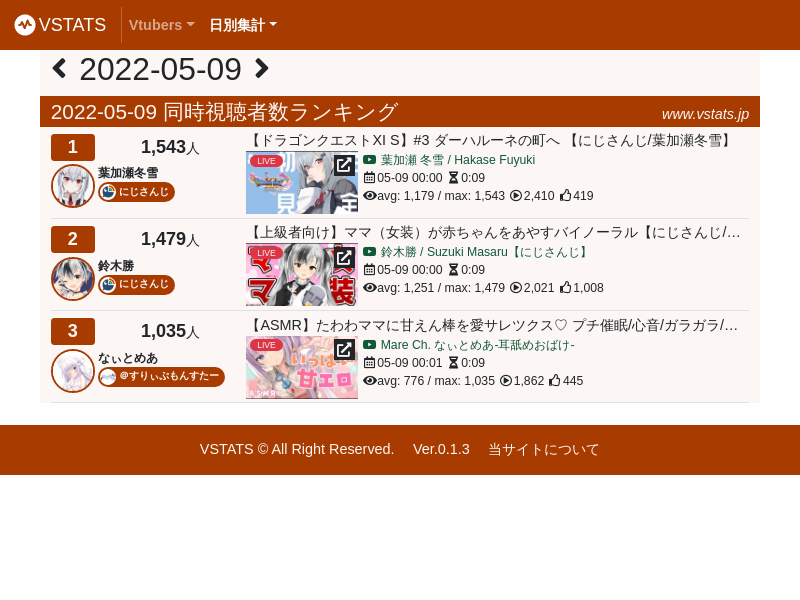 VSTATS Vtubers 日別集計
2022-05-09
2022-05-09 同時視聴者数ランキング www.vstats.jp
1 1,543人
葉加瀬冬雪
にじさんじ
【ドラゴンクエストXI S】#3 ダーハルーネの町へ 【にじさんじ/葉加瀬冬雪】
LIVE
葉加瀬 冬雪 / Hakase Fuyuki
05-09 00:00 0:09
avg: 1,179 / max: 1,543 2,410 419
2 1,479人
鈴木勝
にじさんじ
【上級者向け】ママ（女装）が赤ちゃんをあやすバイノーラル【にじさんじ/…
LIVE
鈴木勝 / Suzuki Masaru【にじさんじ】
05-09 00:00 0:09
avg: 1,251 / max: 1,479 2,021 1,008
3 1,035人
なぃとめあ
@すりぃぷもんすたー
【ASMR】たわわママに甘えん棒を愛サレツクス♡ プチ催眠/心音/ガラガラ/…
LIVE
いっぱい
甘エロ
ASMR
Mare Ch. なぃとめあ-耳舐めおばけ-
05-09 00:01 0:09
avg: 776 / max: 1,035 1,862 445
VSTATS © All Right Reserved. Ver.0.1.3 当サイトについて